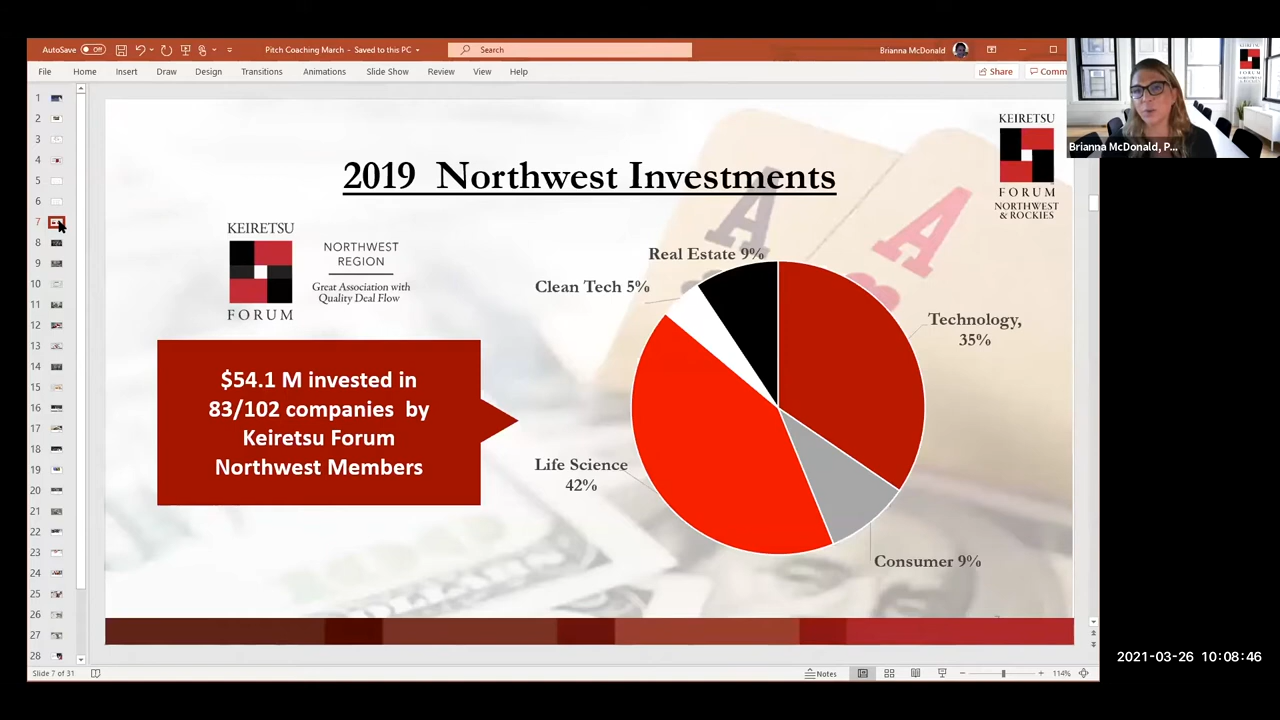 AutoSave
Off
Pitch Coaching March - Saved to this PC
Search
Brianna McDonald
File Home Insert Draw Design Transitions Animations Slide Show Review View Help
Share
Comm
1
2
3
4
5
6
7
8
9
10
11
12
13
14
15
16
17
18
19
20
21
22
23
24
25
26
27
28
2019 Northwest Investments
KEIRETSU
FORUM
NORTHWEST
& ROCKIES
KEIRETSU
FORUM
NORTHWEST
REGION
Great Association with
Quality Deal Flow
$54.1 M invested in
83/102 companies by
Keiretsu Forum
Northwest Members
Real Estate 9%
Clean Tech 5%
Technology,
35%
Life Science
42%
Consumer 9%
A
A
Brianna McDonald, P...
2021-03-26 10:08:46
Slide 7 of 31
Notes
114%